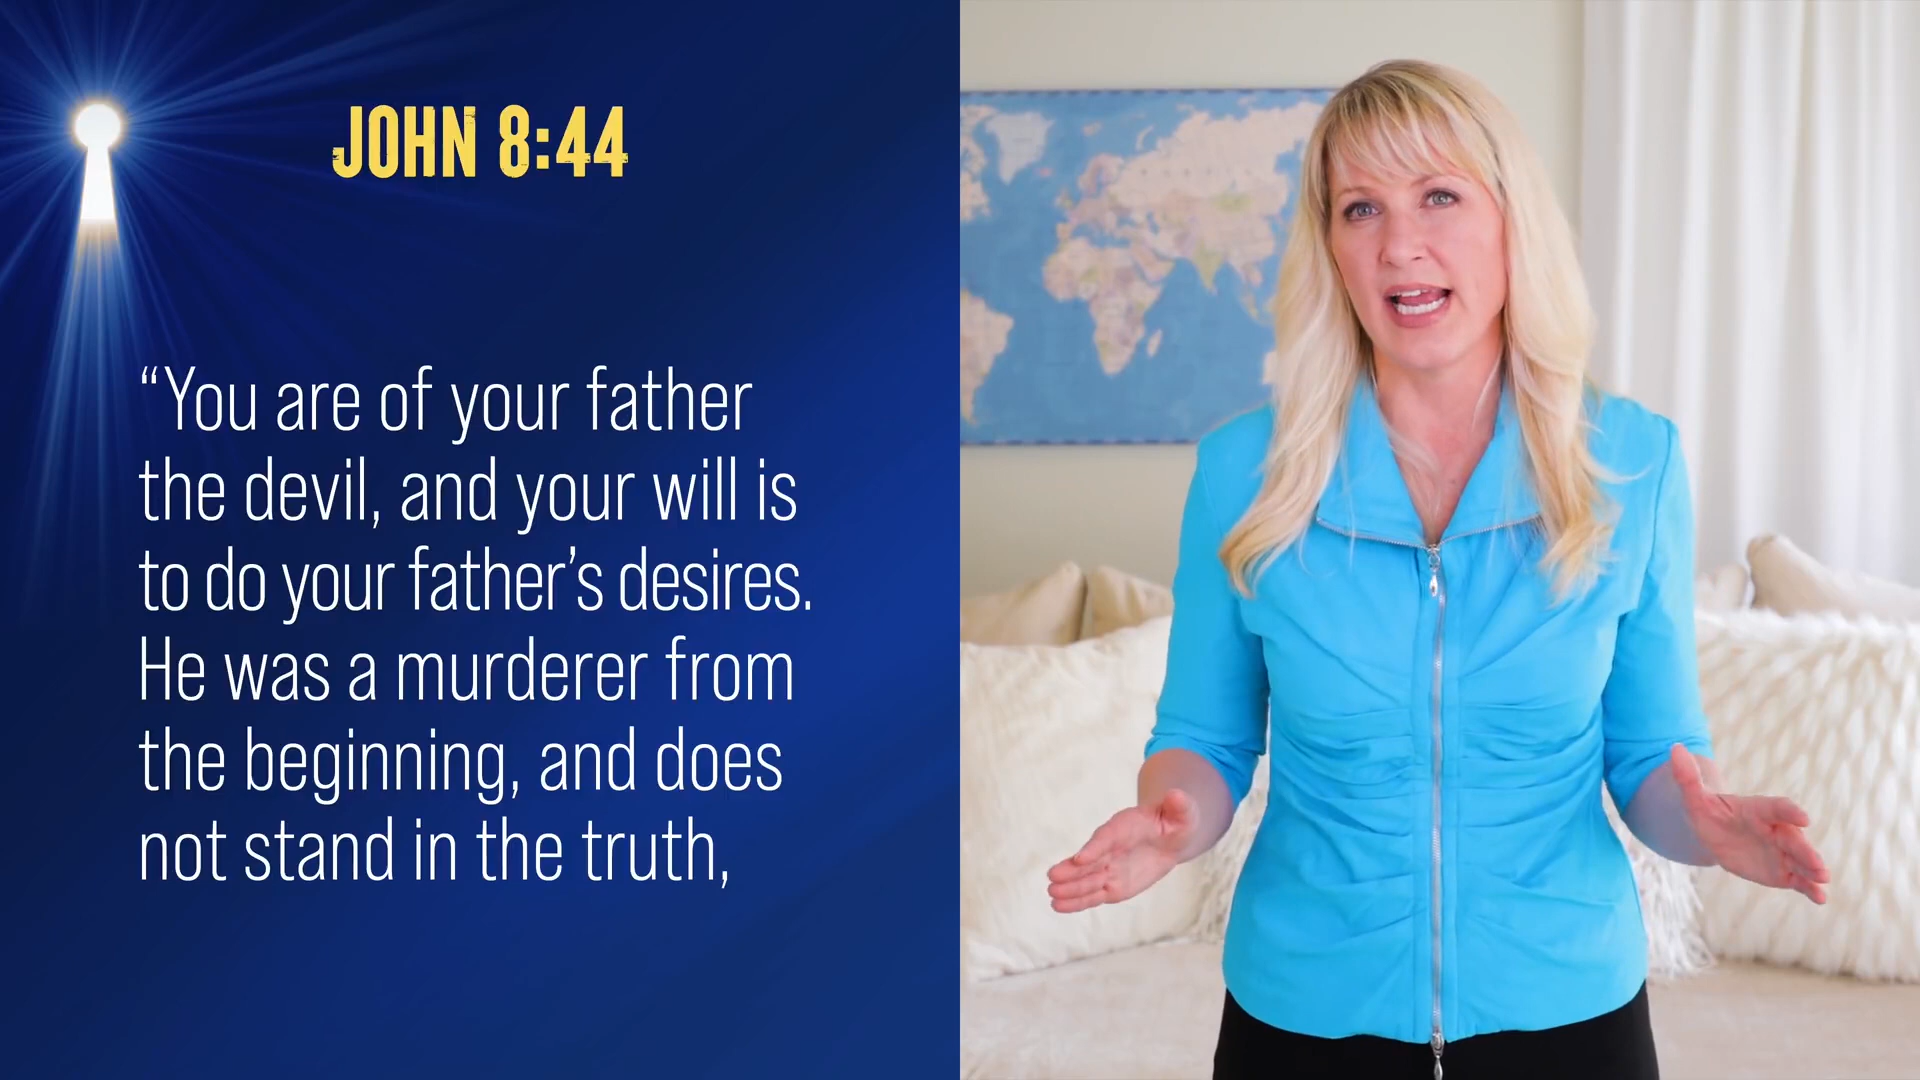 JOHN 8:44
“You are of your father
the devil, and your will is
to do your father’s desires.
He was a murderer from
the beginning, and does
not stand in the truth,